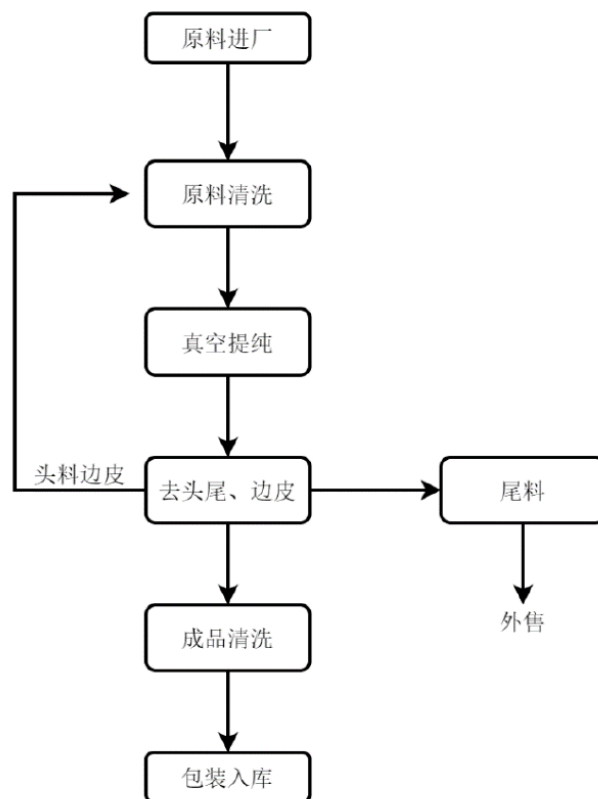 原料进厂
原料清洗
真空提纯
头料边皮
去头尾、边皮
尾料
外售
成品清洗
包装入库